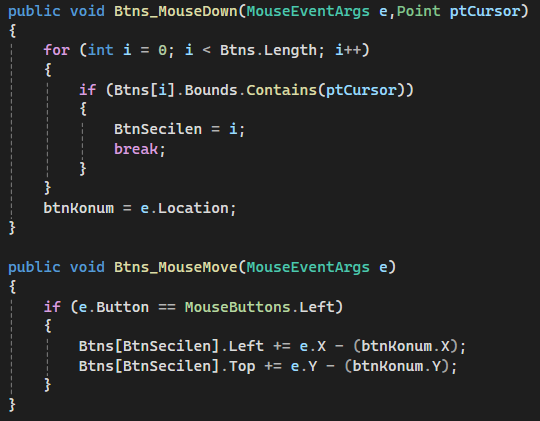 public void Btns_MouseDown(MouseEventArgs e,Point ptCursor)
{
    for (int i = 0; i < Btns.Length; i++)
    {
        if (Btns[i].Bounds.Contains(ptCursor))
        {
            BtnSecilen = i;
            break;
        }
    }
    btnKonum = e.Location;
}

public void Btns_MouseMove(MouseEventArgs e)
{
    if (e.Button == MouseButtons.Left)
    {
        Btns[BtnSecilen].Left += e.X - (btnKonum.X);
        Btns[BtnSecilen].Top += e.Y - (btnKonum.Y);
    }
}